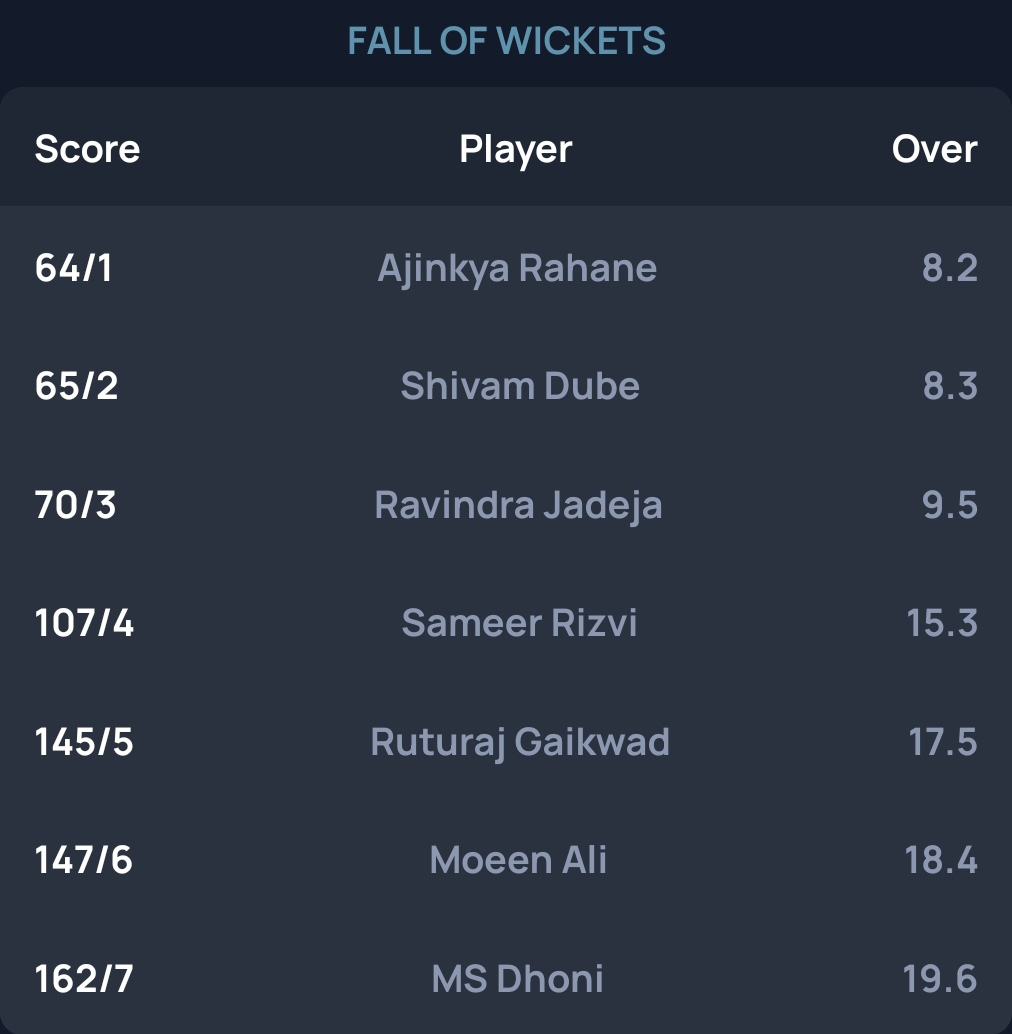 FALL OF WICKETS
Score Player Over
64/1 Ajinkya Rahane 8.2
65/2 Shivam Dube 8.3
70/3 Ravindra Jadeja 9.5
107/4 Sameer Rizvi 15.3
145/5 Ruturaj Gaikwad 17.5
147/6 Moeen Ali 18.4
162/7 MS Dhoni 19.6